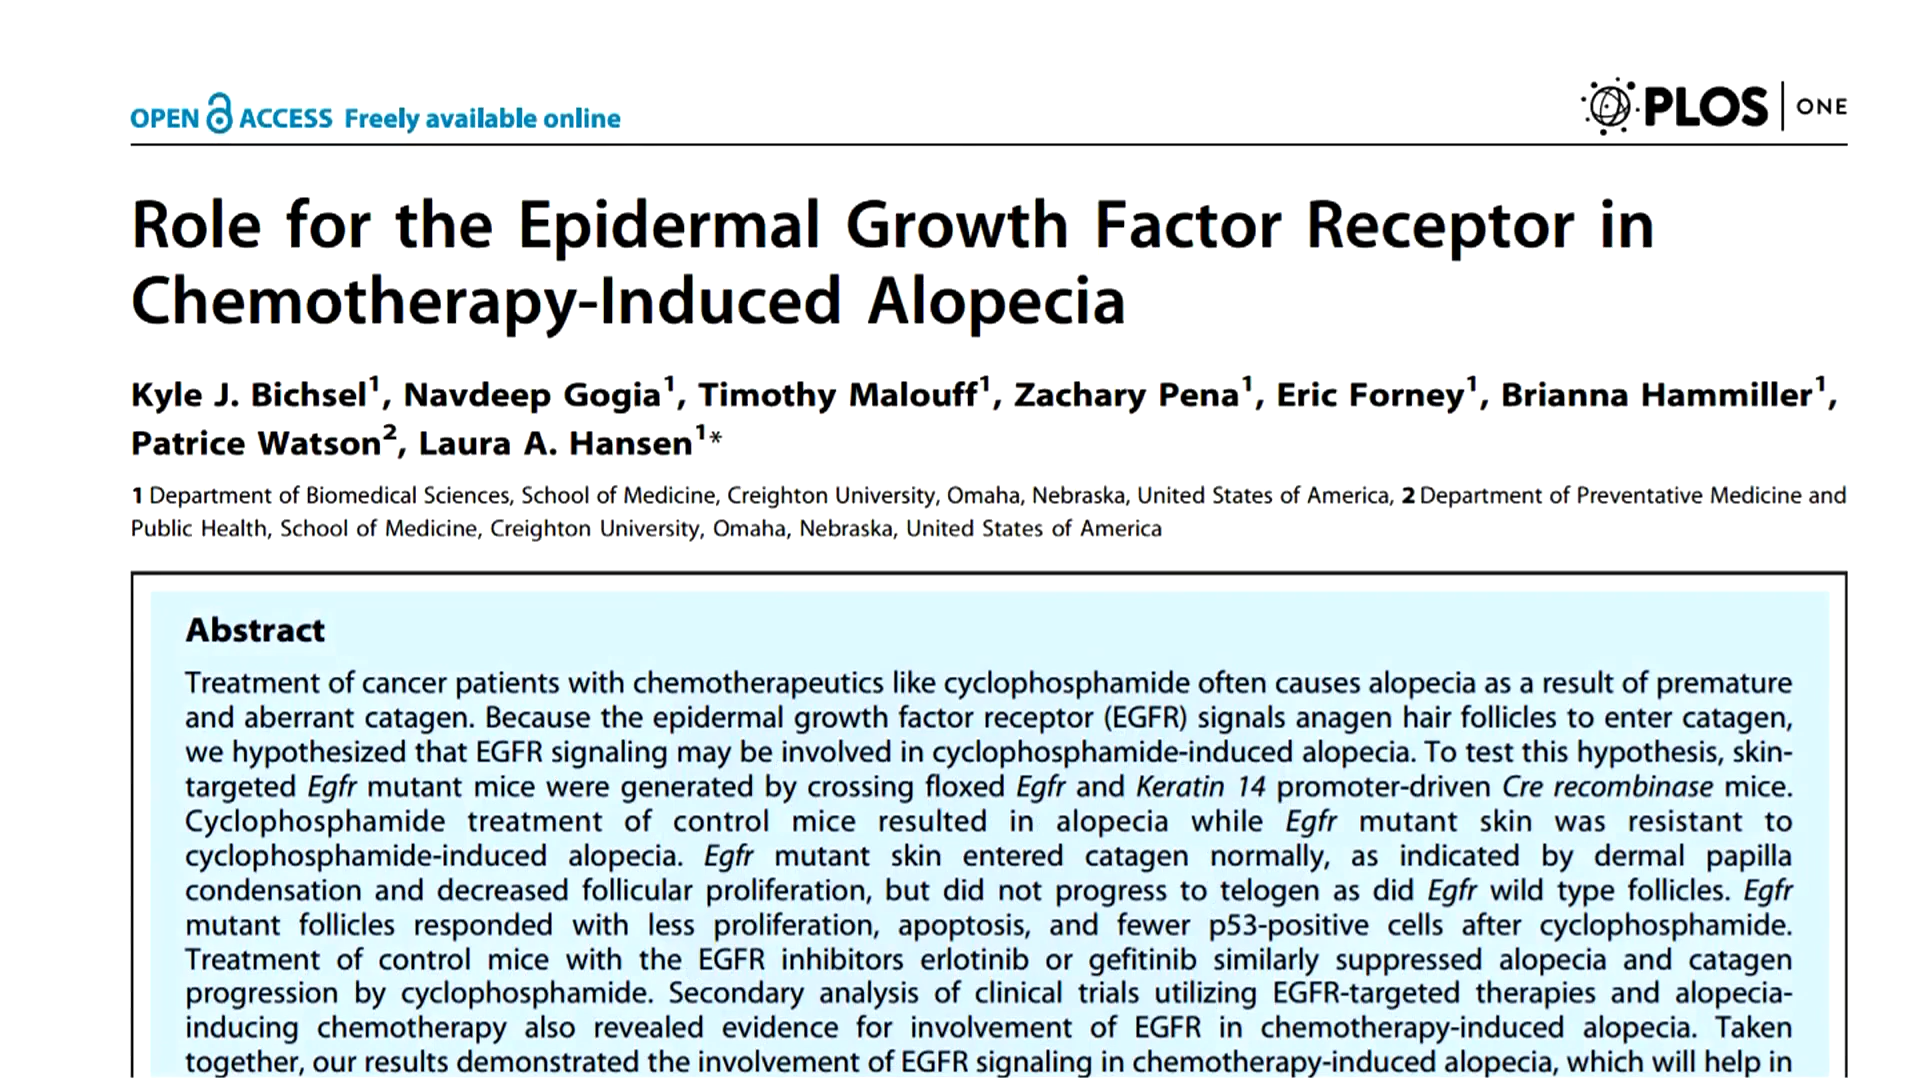 OPEN ACCESS Freely available online
PLOS | ONE
Role for the Epidermal Growth Factor Receptor in
Chemotherapy-Induced Alopecia
Kyle J. Bichsel1, Navdeep Gogia1, Timothy Malouff1, Zachary Pena1, Eric Forney1, Brianna Hammiller1,
Patrice Watson2, Laura A. Hansen1*
1 Department of Biomedical Sciences, School of Medicine, Creighton University, Omaha, Nebraska, United States of America, 2 Department of Preventative Medicine and
Public Health, School of Medicine, Creighton University, Omaha, Nebraska, United States of America
Abstract
Treatment of cancer patients with chemotherapeutics like cyclophosphamide often causes alopecia as a result of premature
and aberrant catagen. Because the epidermal growth factor receptor (EGFR) signals anagen hair follicles to enter catagen,
we hypothesized that EGFR signaling may be involved in cyclophosphamide-induced alopecia. To test this hypothesis, skin-
targeted Egfr mutant mice were generated by crossing floxed Egfr and Keratin 14 promoter-driven Cre recombinase mice.
Cyclophosphamide treatment of control mice resulted in alopecia while Egfr mutant skin was resistant to
cyclophosphamide-induced alopecia. Egfr mutant skin entered catagen normally, as indicated by dermal papilla
condensation and decreased follicular proliferation, but did not progress to telogen as did Egfr wild type follicles. Egfr
mutant follicles responded with less proliferation, apoptosis, and fewer p53-positive cells after cyclophosphamide.
Treatment of control mice with the EGFR inhibitors erlotinib or gefitinib similarly suppressed alopecia and catagen
progression by cyclophosphamide. Secondary analysis of clinical trials utilizing EGFR-targeted therapies and alopecia-
inducing chemotherapy also revealed evidence for involvement of EGFR in chemotherapy-induced alopecia. Taken
together, our results demonstrated the involvement of EGFR signaling in chemotherapy-induced alopecia, which will help in